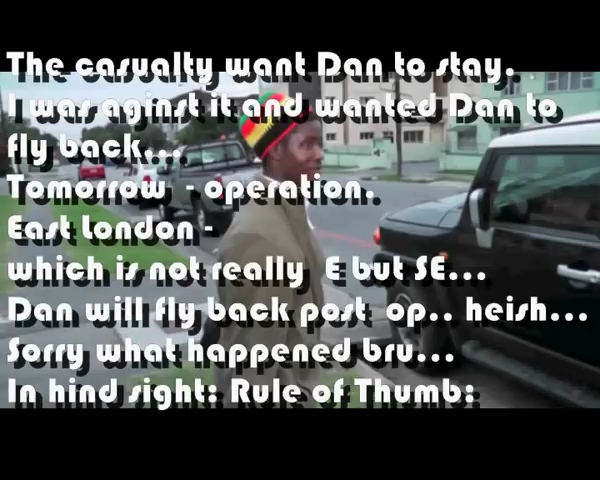 The casualty want Dan to stay.
I was aginst it and wanted Dan to
fly back...
Tomorrow - operation.
East London -
which is not really E but SE...
Dan will fly back post op.. heish...
Sorry what happened bru...
In hind sight: Rule of Thumb: